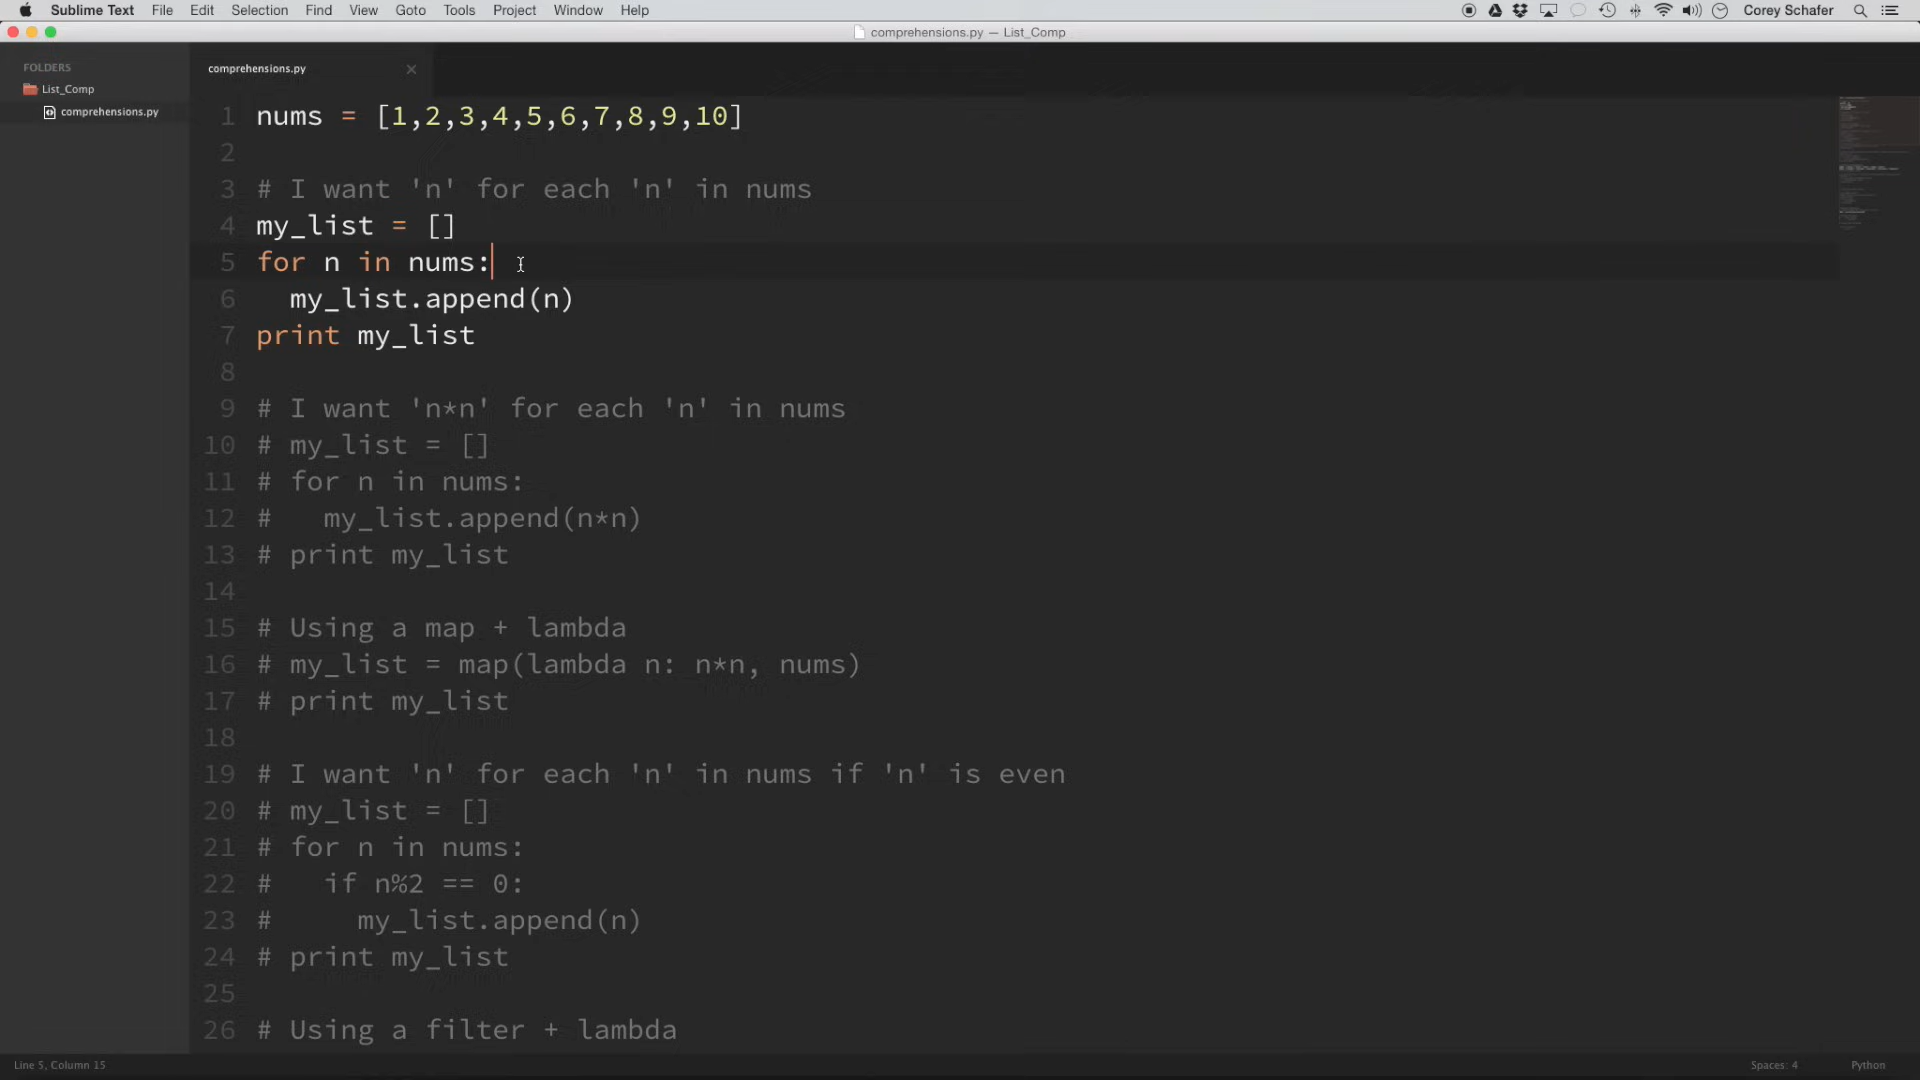 Sublime Text File Edit Selection Find View Goto Tools Project Window Help Corey Schafer
comprehensions.py — List_Comp
FOLDERS
List_Comp
comprehensions.py
comprehensions.py
1 nums = [1,2,3,4,5,6,7,8,9,10]
2
3 # I want 'n' for each 'n' in nums
4 my_list = []
5 for n in nums:
6   my_list.append(n)
7 print my_list
8
9 # I want 'n*n' for each 'n' in nums
10 # my_list = []
11 # for n in nums:
12 #   my_list.append(n*n)
13 # print my_list
14
15 # Using a map + lambda
16 # my_list = map(lambda n: n*n, nums)
17 # print my_list
18
19 # I want 'n' for each 'n' in nums if 'n' is even
20 # my_list = []
21 # for n in nums:
22 #   if n%2 == 0:
23 #     my_list.append(n)
24 # print my_list
25
26 # Using a filter + lambda
Line 5, Column 15 Spaces: 4 Python